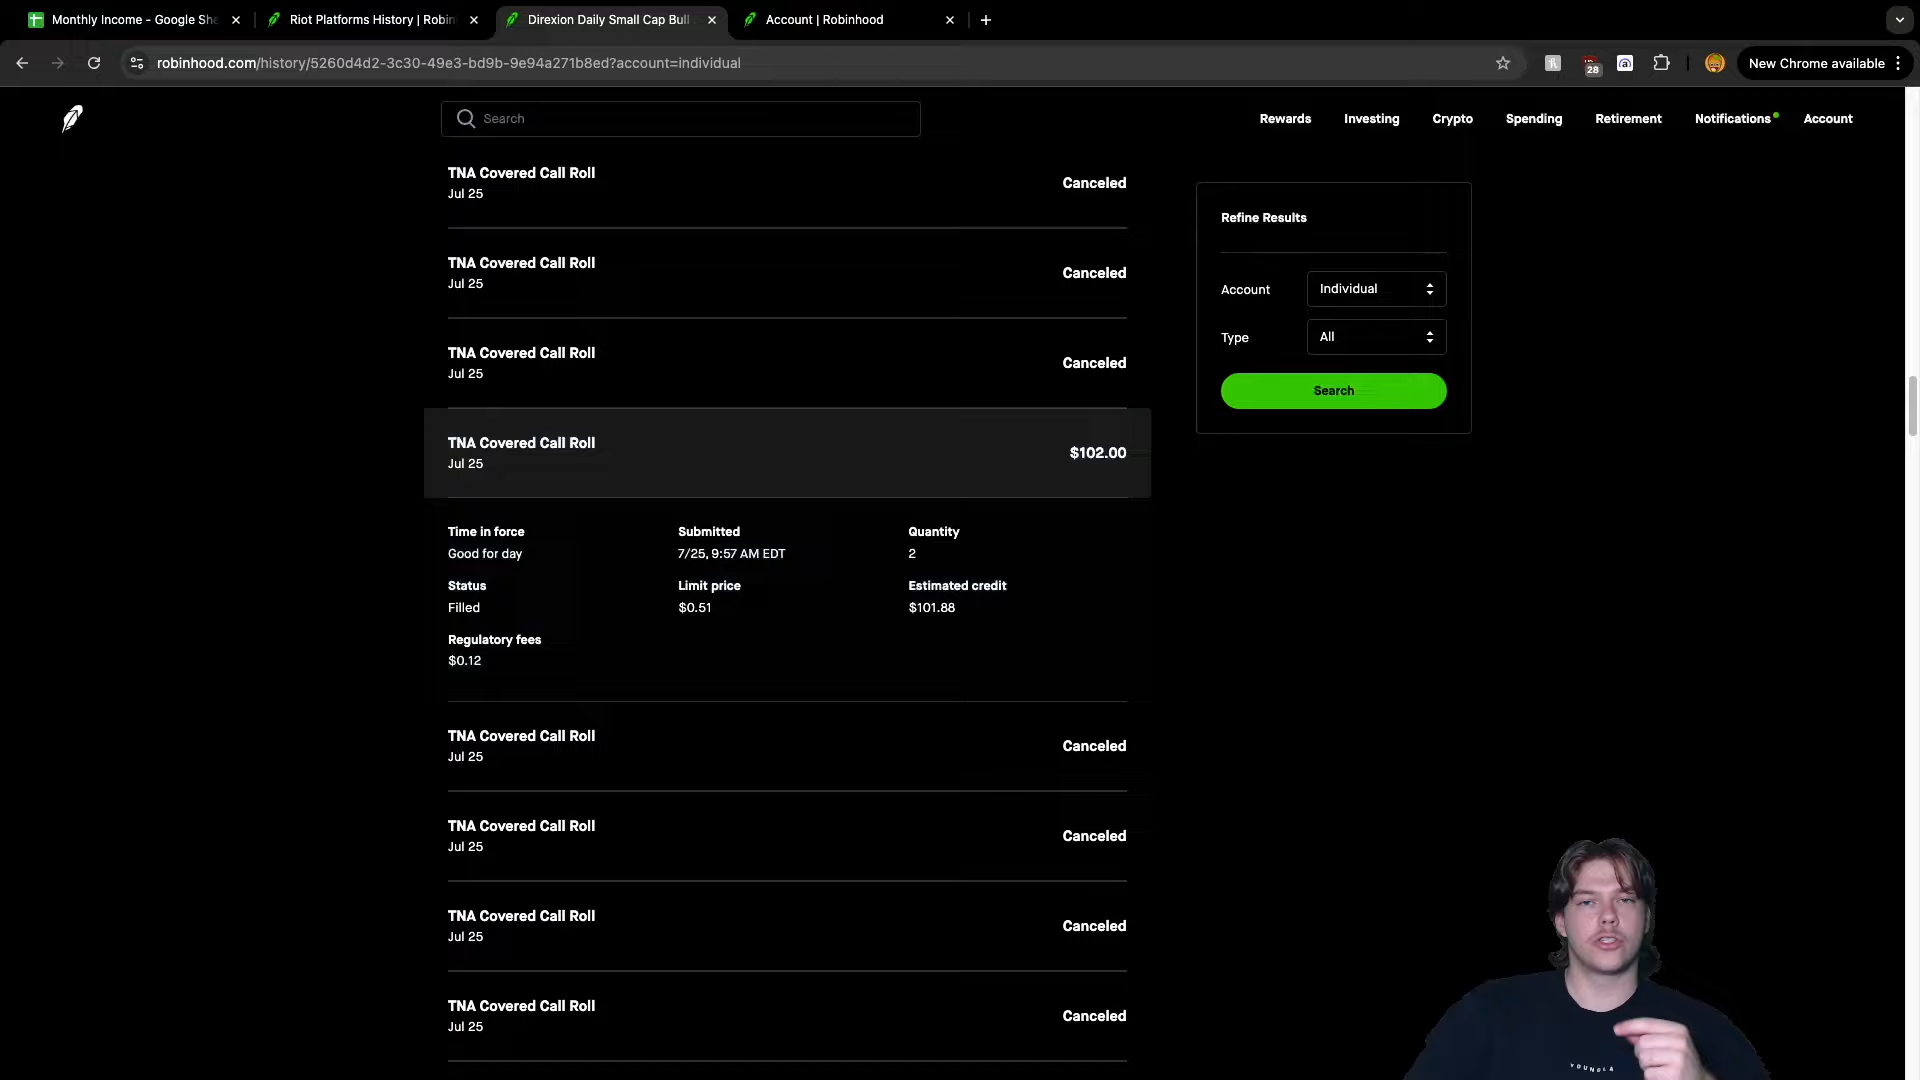 Monthly Income - Google She
Riot Platforms History | Robin
Direxion Daily Small Cap Bull
Account | Robinhood
robinhood.com/history/5260d4d2-3c30-49e3-bd9b-9e94a271b8ed?account=individual
28
New Chrome available
Search
Rewards
Investing
Crypto
Spending
Retirement
Notifications
Account
TNA Covered Call Roll
Jul 25
Canceled
TNA Covered Call Roll
Jul 25
Canceled
TNA Covered Call Roll
Jul 25
Canceled
TNA Covered Call Roll
Jul 25
$102.00
Time in force
Good for day
Submitted
7/25, 9:57 AM EDT
Quantity
2
Status
Filled
Limit price
$0.51
Estimated credit
$101.88
Regulatory fees
$0.12
TNA Covered Call Roll
Jul 25
Canceled
TNA Covered Call Roll
Jul 25
Canceled
TNA Covered Call Roll
Jul 25
Canceled
TNA Covered Call Roll
Jul 25
Canceled
Refine Results
Account
Individual
Type
All
Search
YOUNGLA